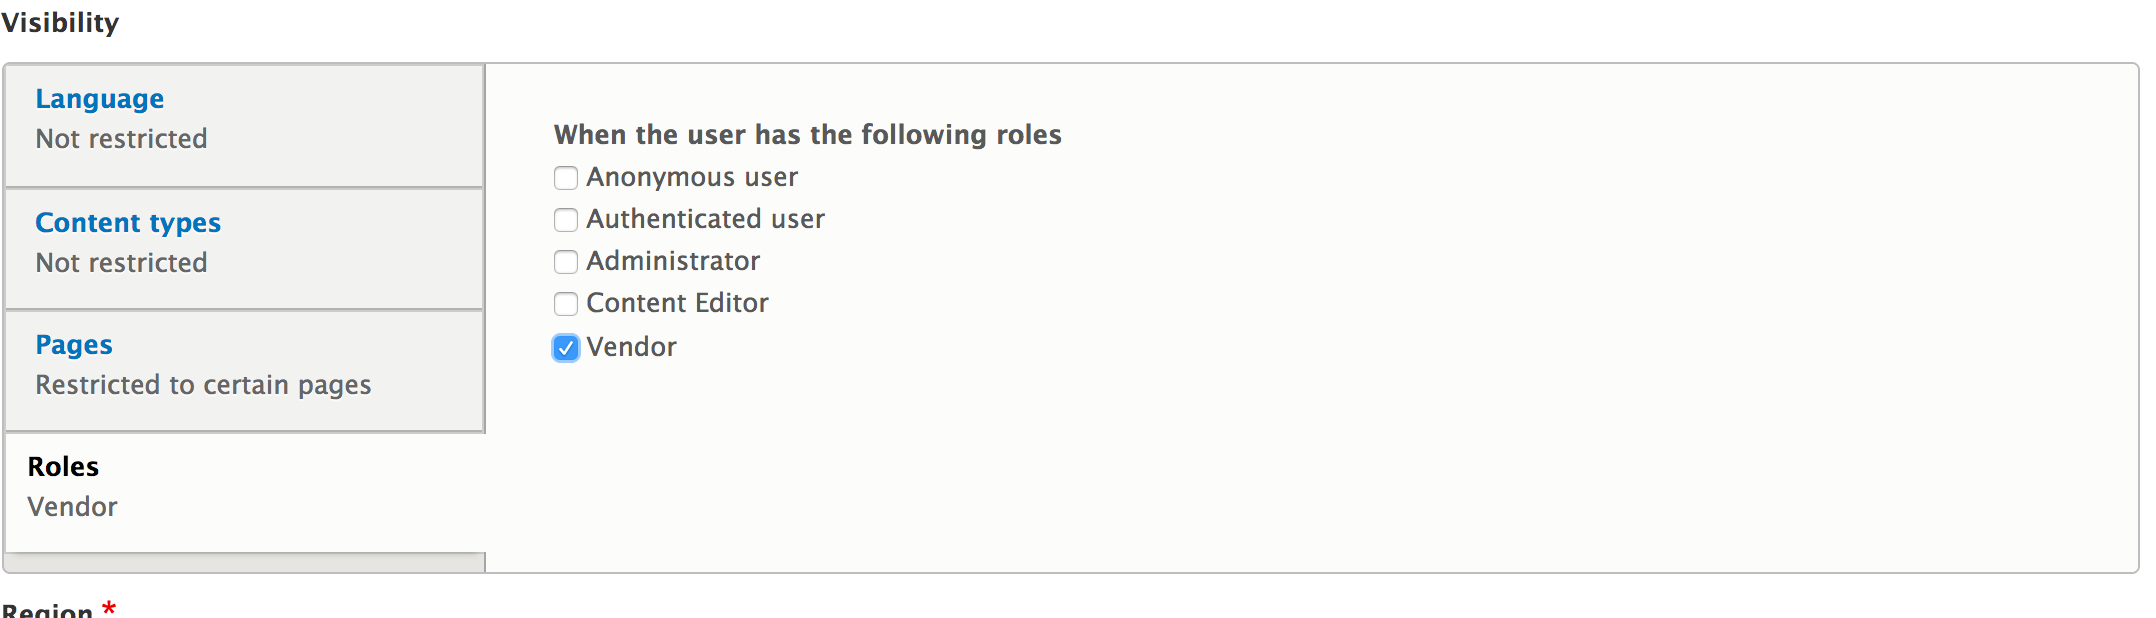 Visibility
Language
Not restricted
Content types
Not restricted
Pages
Restricted to certain pages
Roles
Vendor
When the user has the following roles
Anonymous user
Authenticated user
Administrator
Content Editor
Vendor
Region *